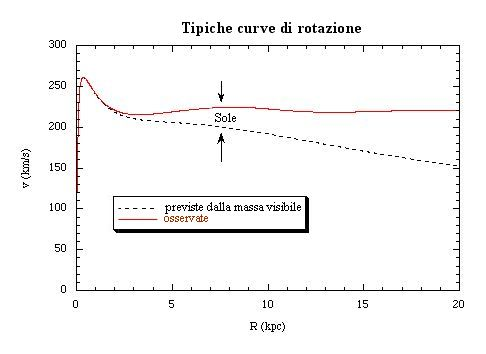 Tipiche curve di rotazione
300
250
200
150
100
50
0
v (km/s)
Sole
previste dalla massa visibile
osservate
0 5 10 15 20
R (kpc)